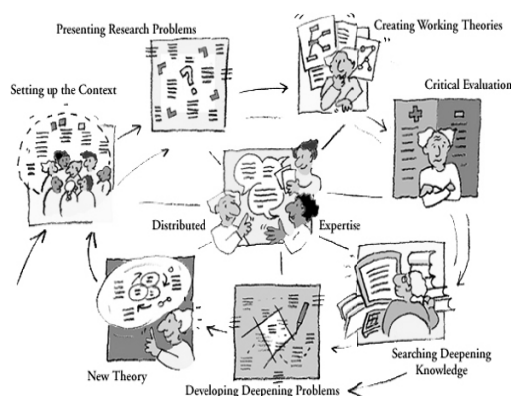 Presenting Research Problems
Creating Working Theories
Setting up the Context
Critical Evaluation
?
Distributed
Expertise
New Theory
Searching Deepening
Knowledge
Developing Deepening Problems